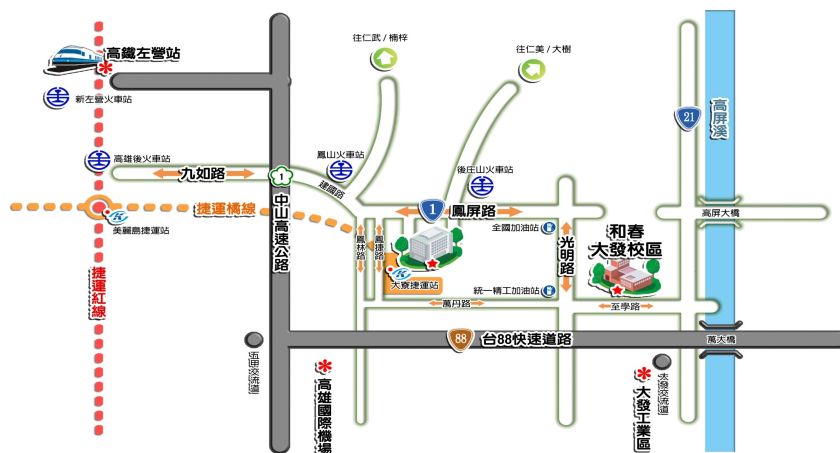 往仁武 / 楠梓
往仁美 / 大樹
高鐵左營站
新左營火車站
21
高屏溪
高雄後火車站
九如路
1
鳳山火車站
建國路
後庄山火車站
捷運橘線
美麗島捷運站
中山高速公路
1
鳳屏路
高屏大橋
全國加油站
和春
大發校區
鳳林路
鳳捷路
光明路
大寮捷運站
統一精工加油站
捷運紅線
萬丹路
至學路
88
台88快速道路
萬大橋
五甲交流道
高雄國際機場
大發工業區
大發交流道